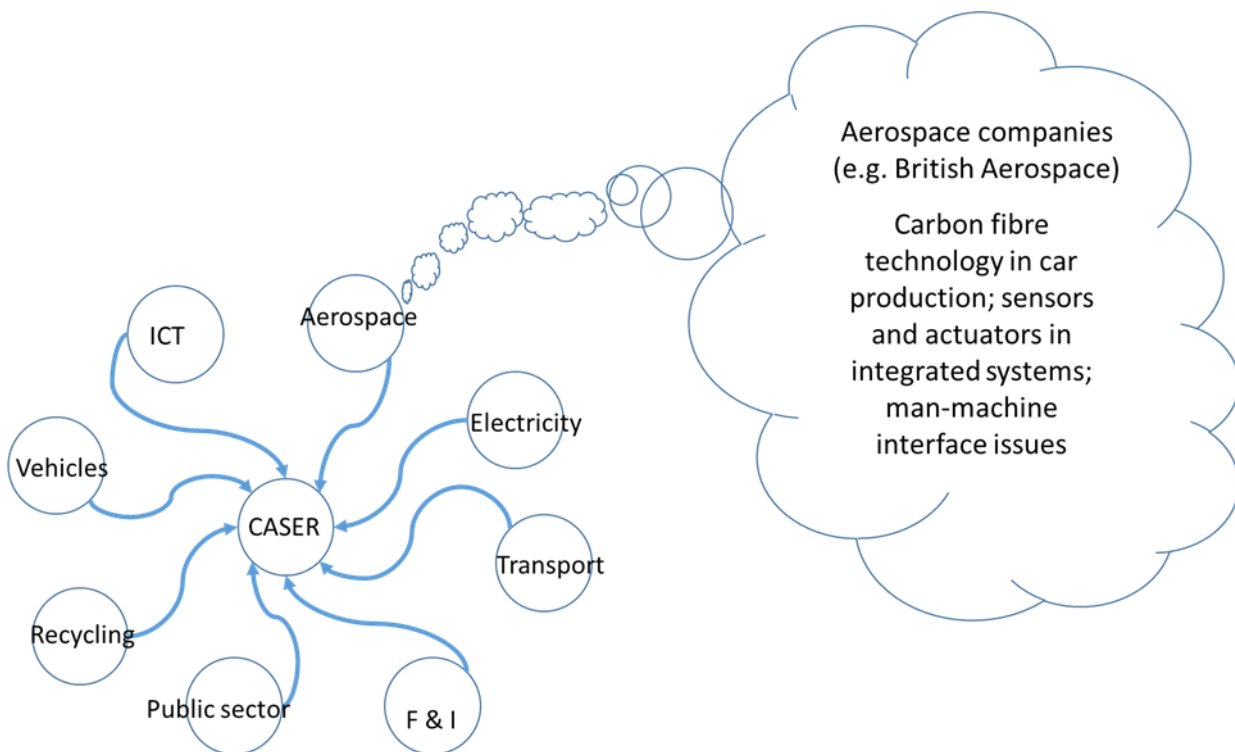 Aerospace companies
(e.g. British Aerospace)
Carbon fibre
technology in car
production; sensors
and actuators in
integrated systems;
man-machine
interface issues
Aerospace
ICT
Electricity
Vehicles
CASER
Transport
Recycling
Public sector
F & I